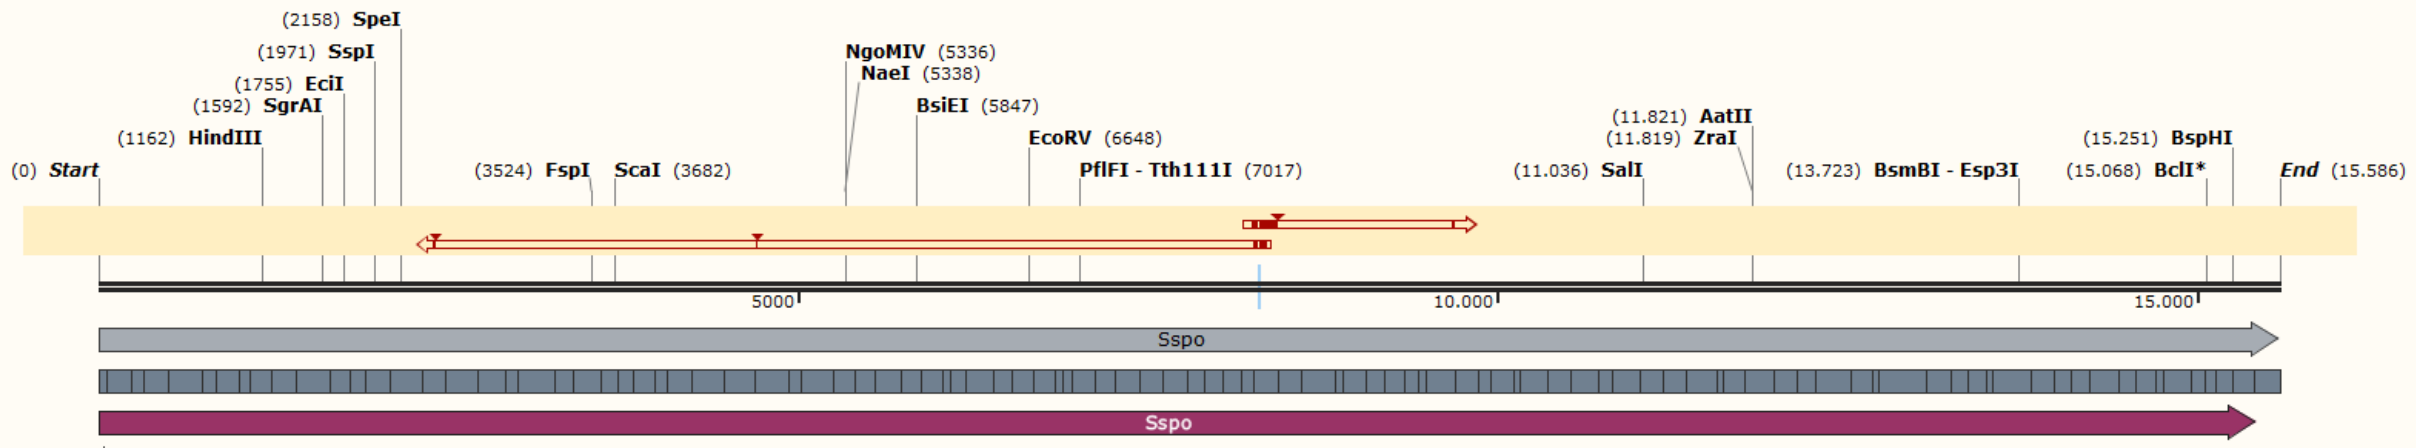 (2158) SpeI
(1971) SspI
NgoMIV (5336)
NaeI (5338)
(1755) EciI
(1592) SgrAI
BsiEI (5847)
(11.821) AatII
(1162) HindIII
EcoRV (6648)
(11.819) ZraI
(15.251) BspHI
(0) Start
(3524) FspI
ScaI (3682)
PflFI - Tth111I (7017)
(11.036) SalI
(13.723) BsmBI - Esp3I
(15.068) BclI*
End (15.586)
5000
10.000
15.000
Sspo
Sspo